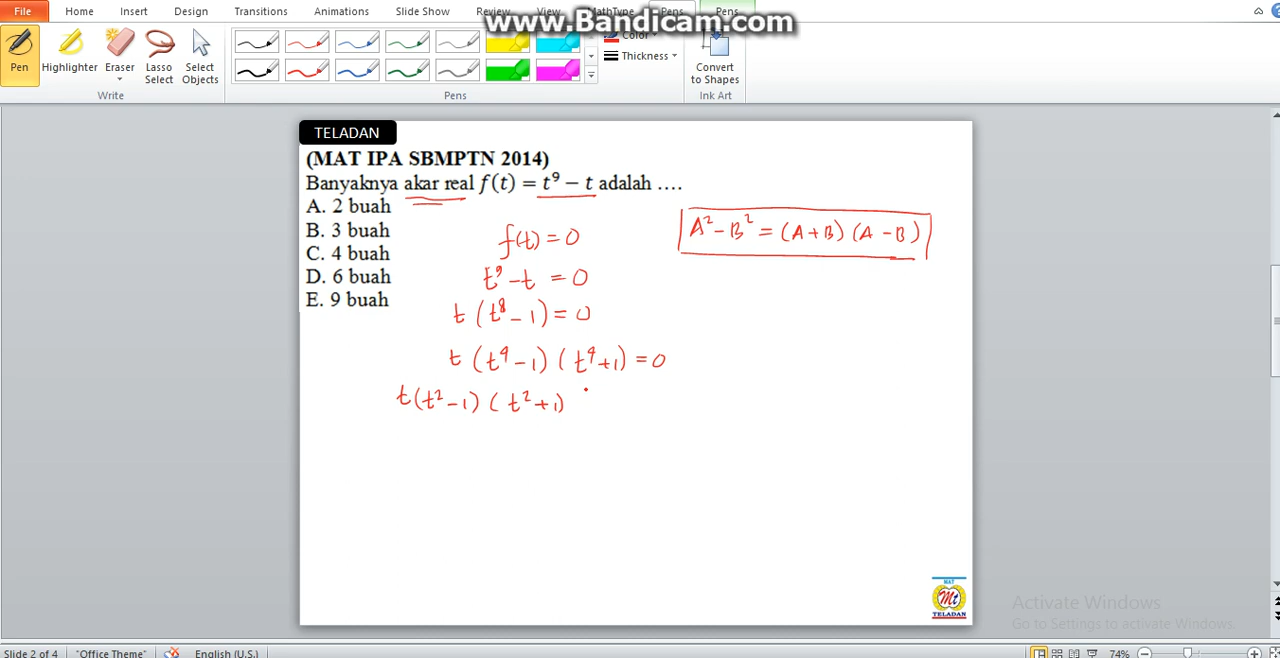 www.Bandicam.com
File Home Insert Design Transitions Animations Slide Show Review View MathType Pens Pens
Pen Highlighter Eraser Lasso Select Select Objects Color Thickness Convert to Shapes
Write Pens Ink Art
TELADAN
(MAT IPA SBMPTN 2014)
Banyaknya akar real f(t) = t⁹ − t adalah ….
A. 2 buah
B. 3 buah
C. 4 buah
D. 6 buah
E. 9 buah
A² − B² = (A+B) (A −B)
f(t) = 0
t⁹ − t = 0
t (t⁸ − 1) = 0
t (t⁴ − 1) (t⁴ + 1) = 0
t(t² − 1) (t² + 1)
MAT
Mt
TELADAN
Activate Windows
Go to Settings to activate Windows.
Slide 2 of 4 "Office Theme" English (U.S.) 74%